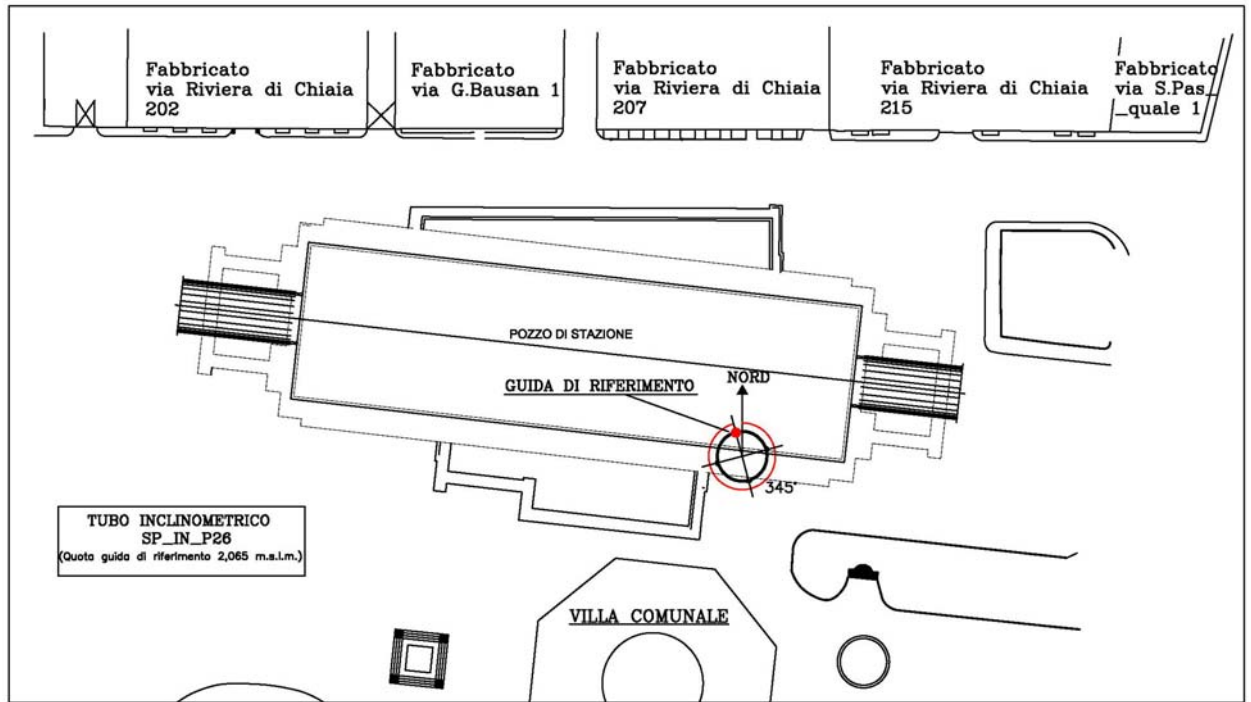 Fabbricato
via Riviera di Chiaia
202
Fabbricato
via G.Bausan 1
Fabbricato
via Riviera di Chiaia
207
Fabbricato
via Riviera di Chiaia
215
Fabbricato
via S.Pas_
_quale 1
POZZO DI STAZIONE
GUIDA DI RIFERIMENTO
NORD
345°
TUBO INCLINOMETRICO
SP_IN_P26
(Quota guida di riferimento 2,065 m.s.l.m.)
VILLA COMUNALE